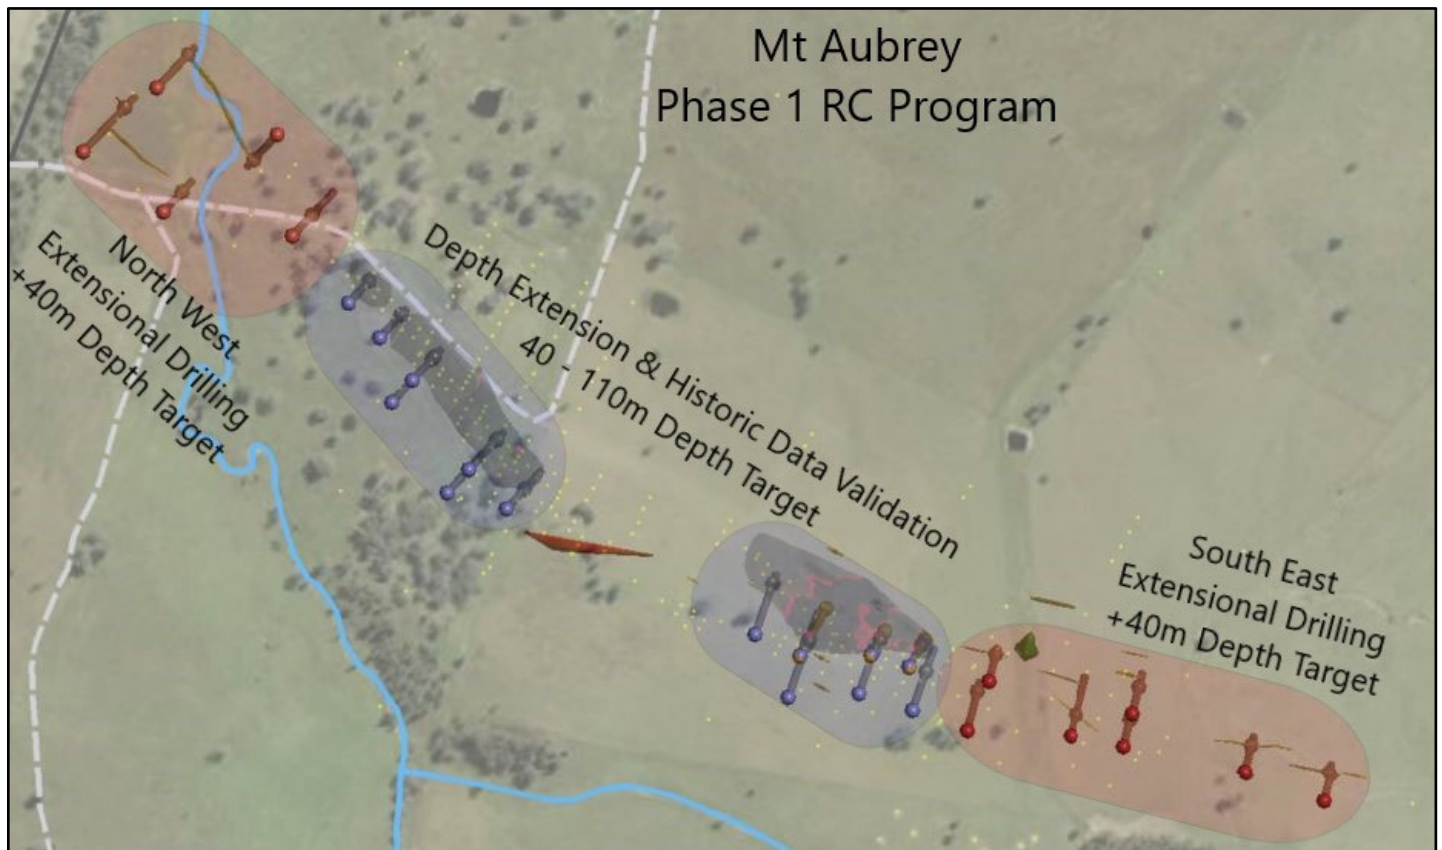 Mt Aubrey
Phase 1 RC Program
North West
Extensional Drilling
+40m Depth Target
Depth Extension & Historic Data Validation
40 - 110m Depth Target
South East
Extensional Drilling
+40m Depth Target